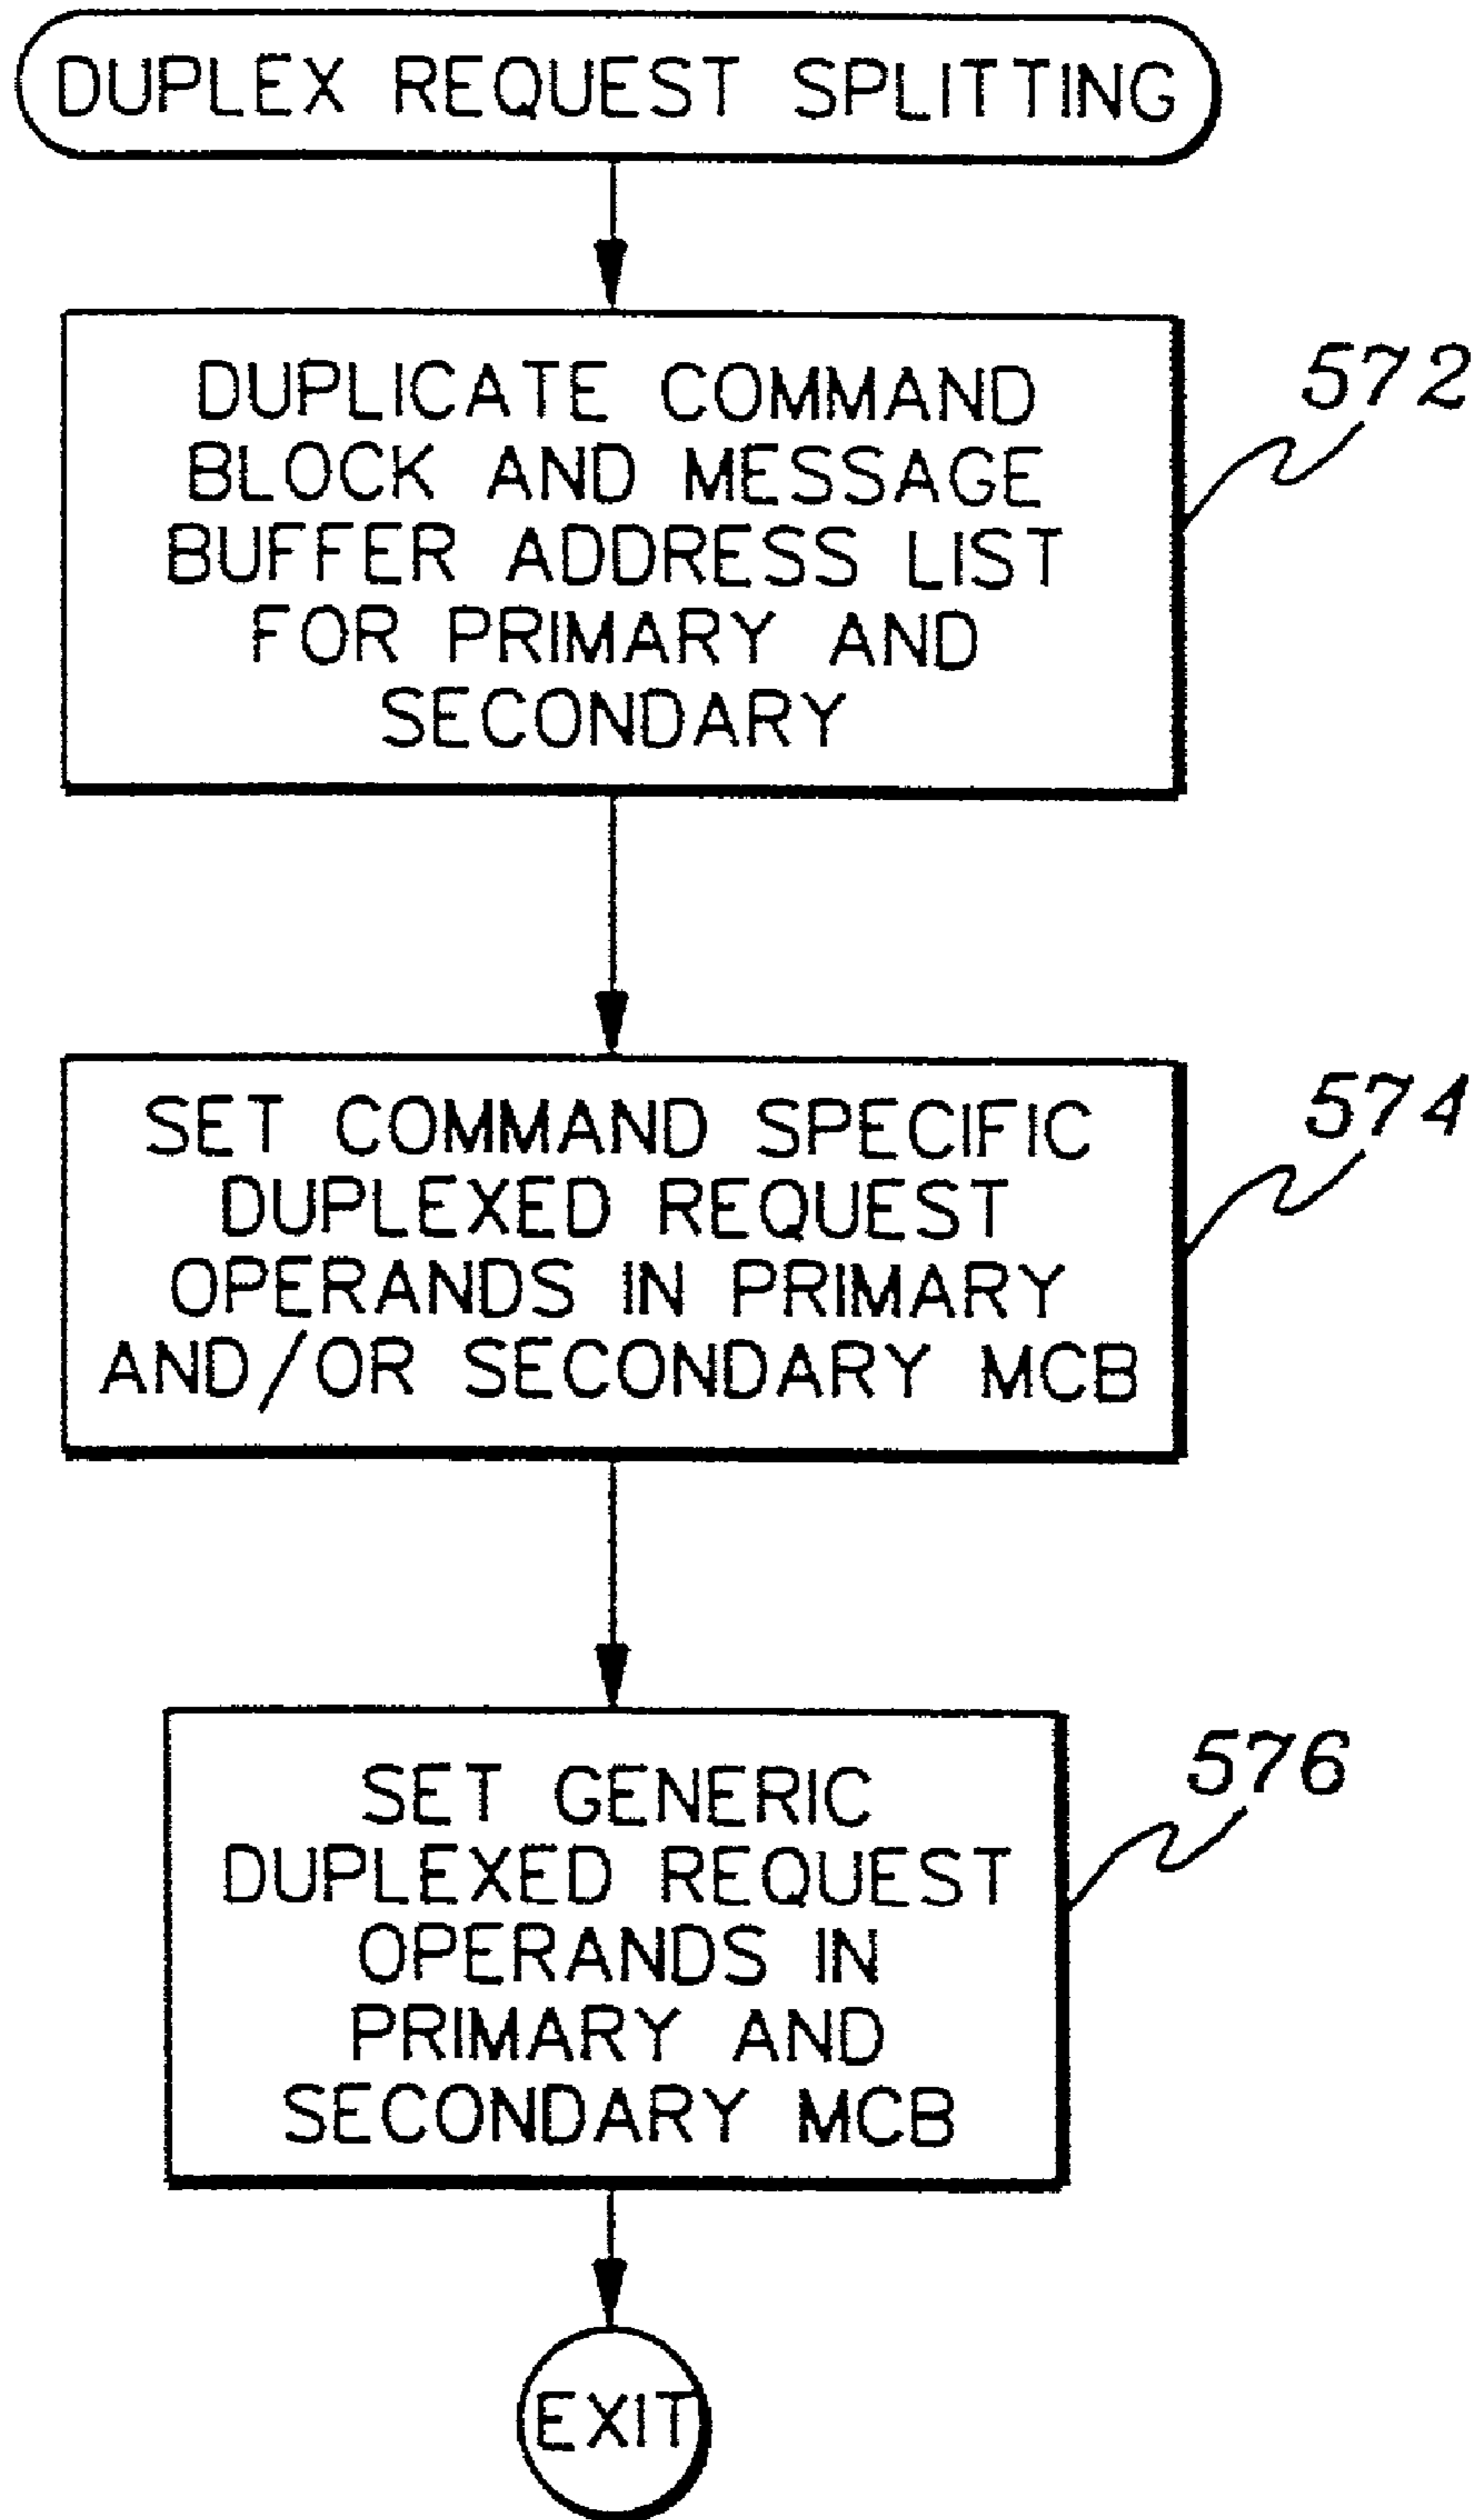 DUPLEX REQUEST SPLITTING
DUPLICATE COMMAND
BLOCK AND MESSAGE
BUFFER ADDRESS LIST
FOR PRIMARY AND
SECONDARY
572
SET COMMAND SPECIFIC
DUPLEXED REQUEST
OPERANDS IN PRIMARY
AND/OR SECONDARY MCB
574
SET GENERIC
DUPLEXED REQUEST
OPERANDS IN
PRIMARY AND
SECONDARY MCB
576
EXIT